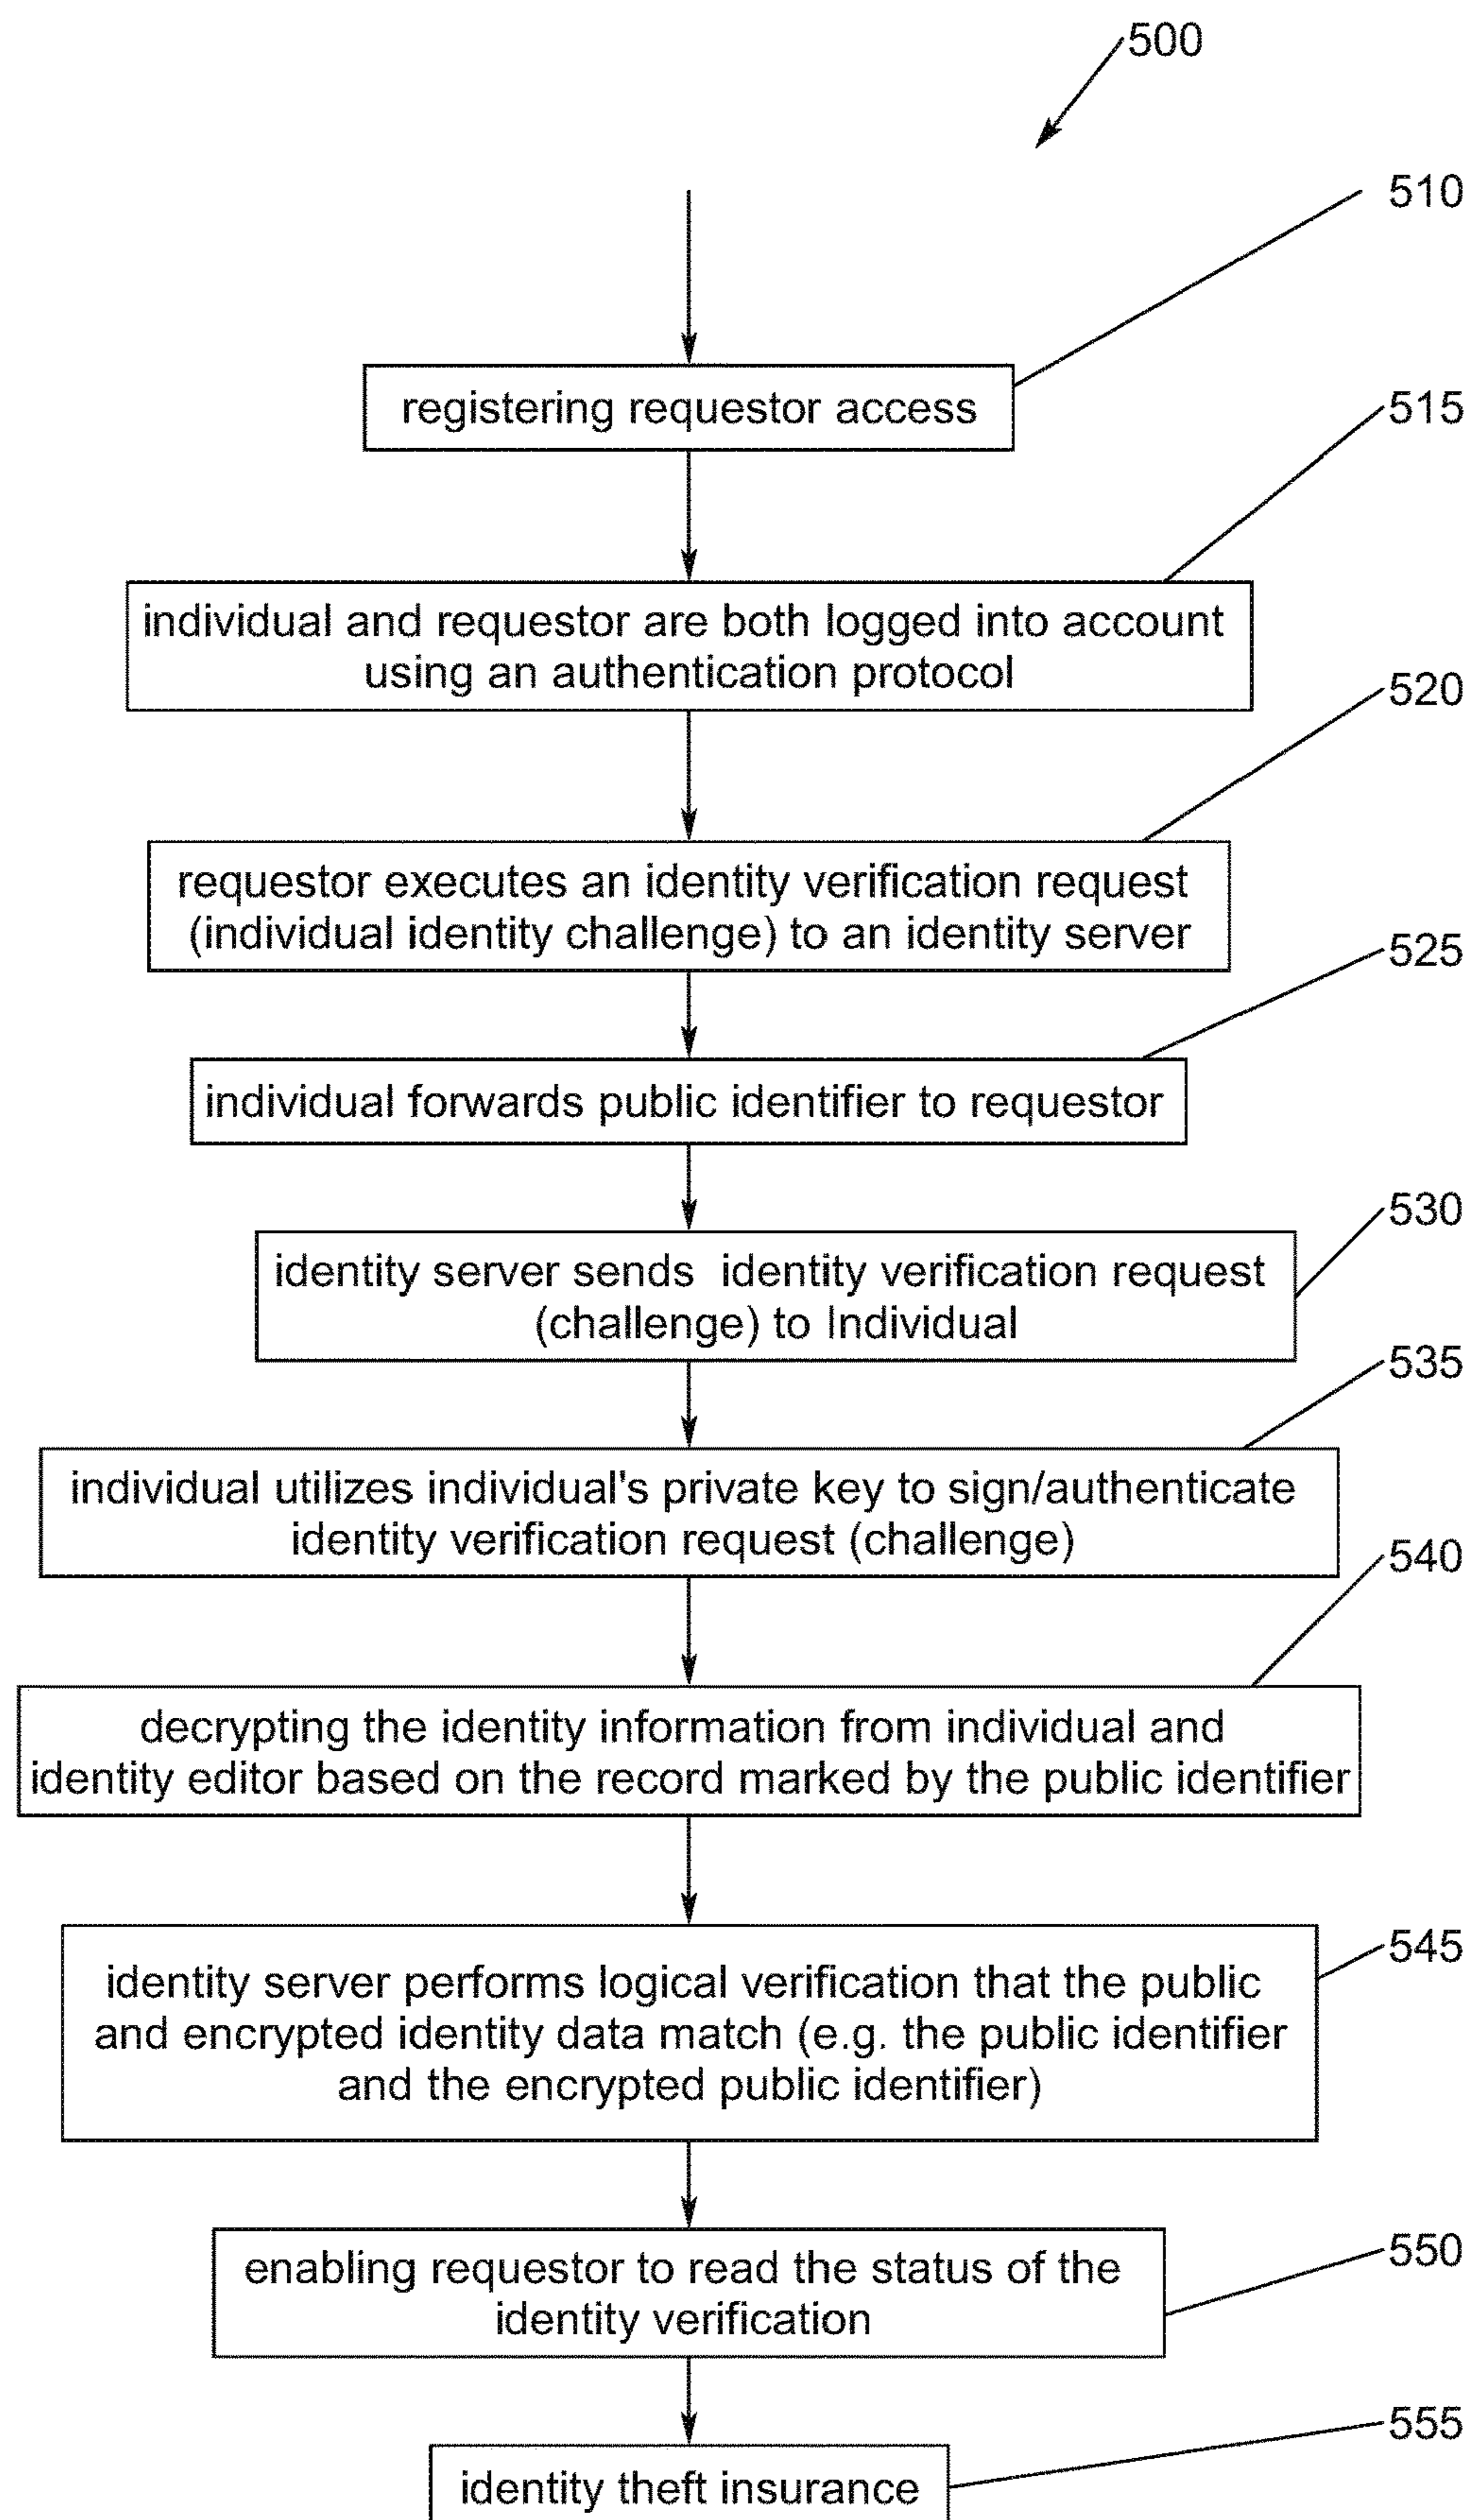 500
510
registering requestor access
515
individual and requestor are both logged into account
using an authentication protocol
520
requestor executes an identity verification request
(individual identity challenge) to an identity server
525
individual forwards public identifier to requestor
530
identity server sends identity verification request
(challenge) to Individual
535
individual utilizes individual's private key to sign/authenticate
identity verification request (challenge)
540
decrypting the identity information from individual and
identity editor based on the record marked by the public identifier
545
identity server performs logical verification that the public
and encrypted identity data match (e.g. the public identifier
and the encrypted public identifier)
550
enabling requestor to read the status of the
identity verification
555
identity theft insurance